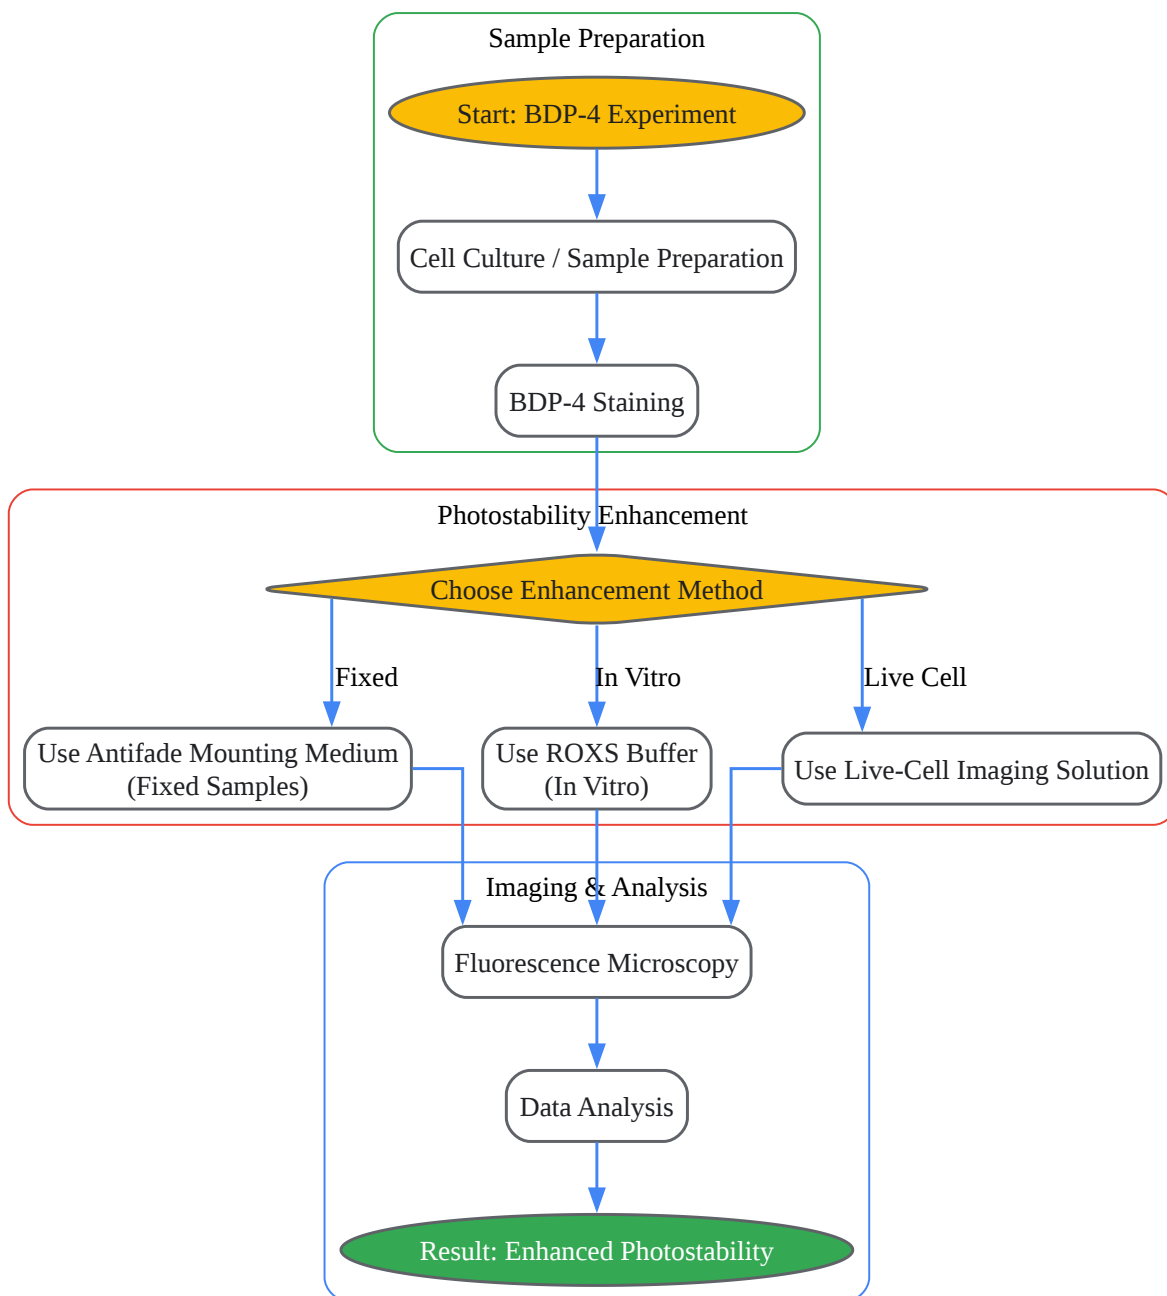 Sample Preparation
Start: BDP-4 Experiment
Cell Culture / Sample Preparation
BDP-4 Staining
Photostability Enhancement
Choose Enhancement Method
Fixed
In Vitro
Live Cell
Use Antifade Mounting Medium
(Fixed Samples)
Use ROXS Buffer
(In Vitro)
Use Live-Cell Imaging Solution
Imaging & Analysis
Fluorescence Microscopy
Data Analysis
Result: Enhanced Photostability